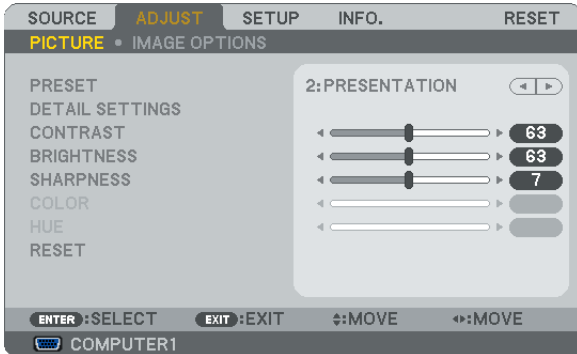 SOURCE ADJUST SETUP INFO. RESET
PICTURE • IMAGE OPTIONS
PRESET 2:PRESENTATION
DETAIL SETTINGS
CONTRAST 63
BRIGHTNESS 63
SHARPNESS 7
COLOR
HUE
RESET
ENTER :SELECT EXIT :EXIT :MOVE :MOVE
COMPUTER1